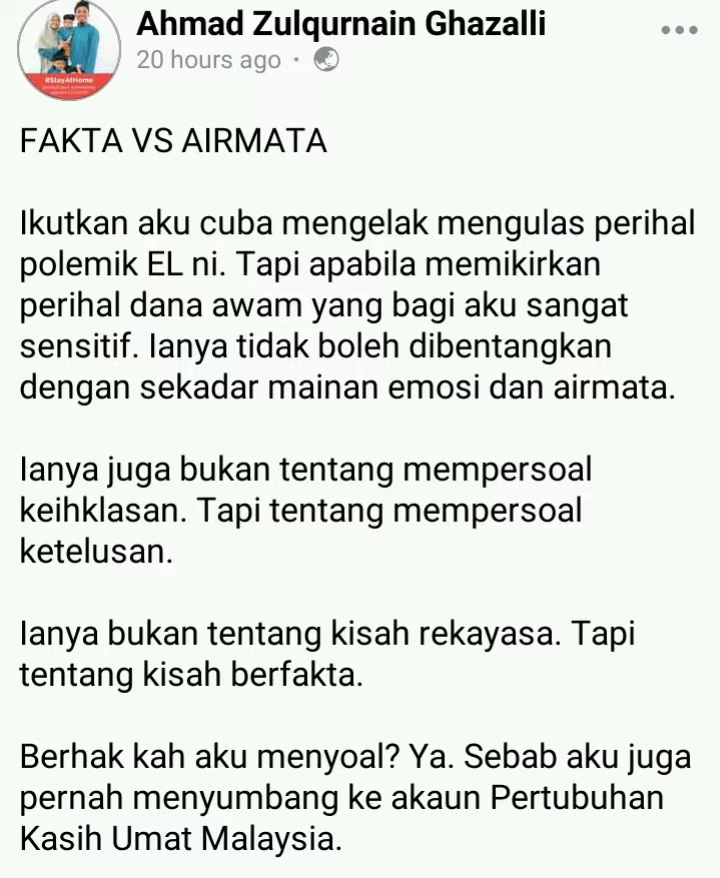 Ahmad Zulqurnain Ghazalli
20 hours ago
#StayAtHome
FAKTA VS AIRMATA
Ikutkan aku cuba mengelak mengulas perihal
polemik EL ni. Tapi apabila memikirkan
perihal dana awam yang bagi aku sangat
sensitif. Ianya tidak boleh dibentangkan
dengan sekadar mainan emosi dan airmata.
Ianya juga bukan tentang mempersoal
keihklasan. Tapi tentang mempersoal
ketelusan.
Ianya bukan tentang kisah rekayasa. Tapi
tentang kisah berfakta.
Berhak kah aku menyoal? Ya. Sebab aku juga
pernah menyumbang ke akaun Pertubuhan
Kasih Umat Malaysia.